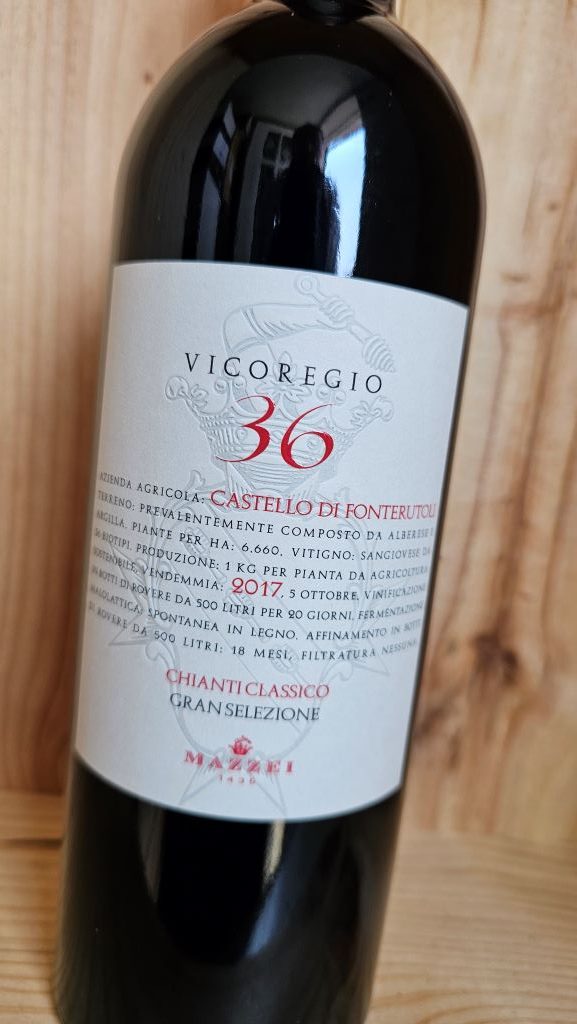 VICOREGIO
36
AZIENDA AGRICOLA: CASTELLO DI FONTERUTOLI
TERRENO: PREVALENTEMENTE COMPOSTO DA ALBERESE E
ARGILLA, PIANTE PER HA: 6.660, VITIGNO: SANGIOVESE DA
36 BIOTIPI, PRODUZIONE: 1 KG PER PIANTA DA AGRICOLTURA
SOSTENIBILE, VENDEMMIA: 2017, 5 OTTOBRE, VINIFICAZIONE
IN BOTTI DI ROVERE DA 500 LITRI PER 20 GIORNI, FERMENTAZIONE
MALOLATTICA: SPONTANEA IN LEGNO, AFFINAMENTO IN BOTTI
DI ROVERE DA 500 LITRI: 18 MESI, FILTRATURA NESSUNA
CHIANTI CLASSICO
GRAN SELEZIONE
MAZZEI
1435